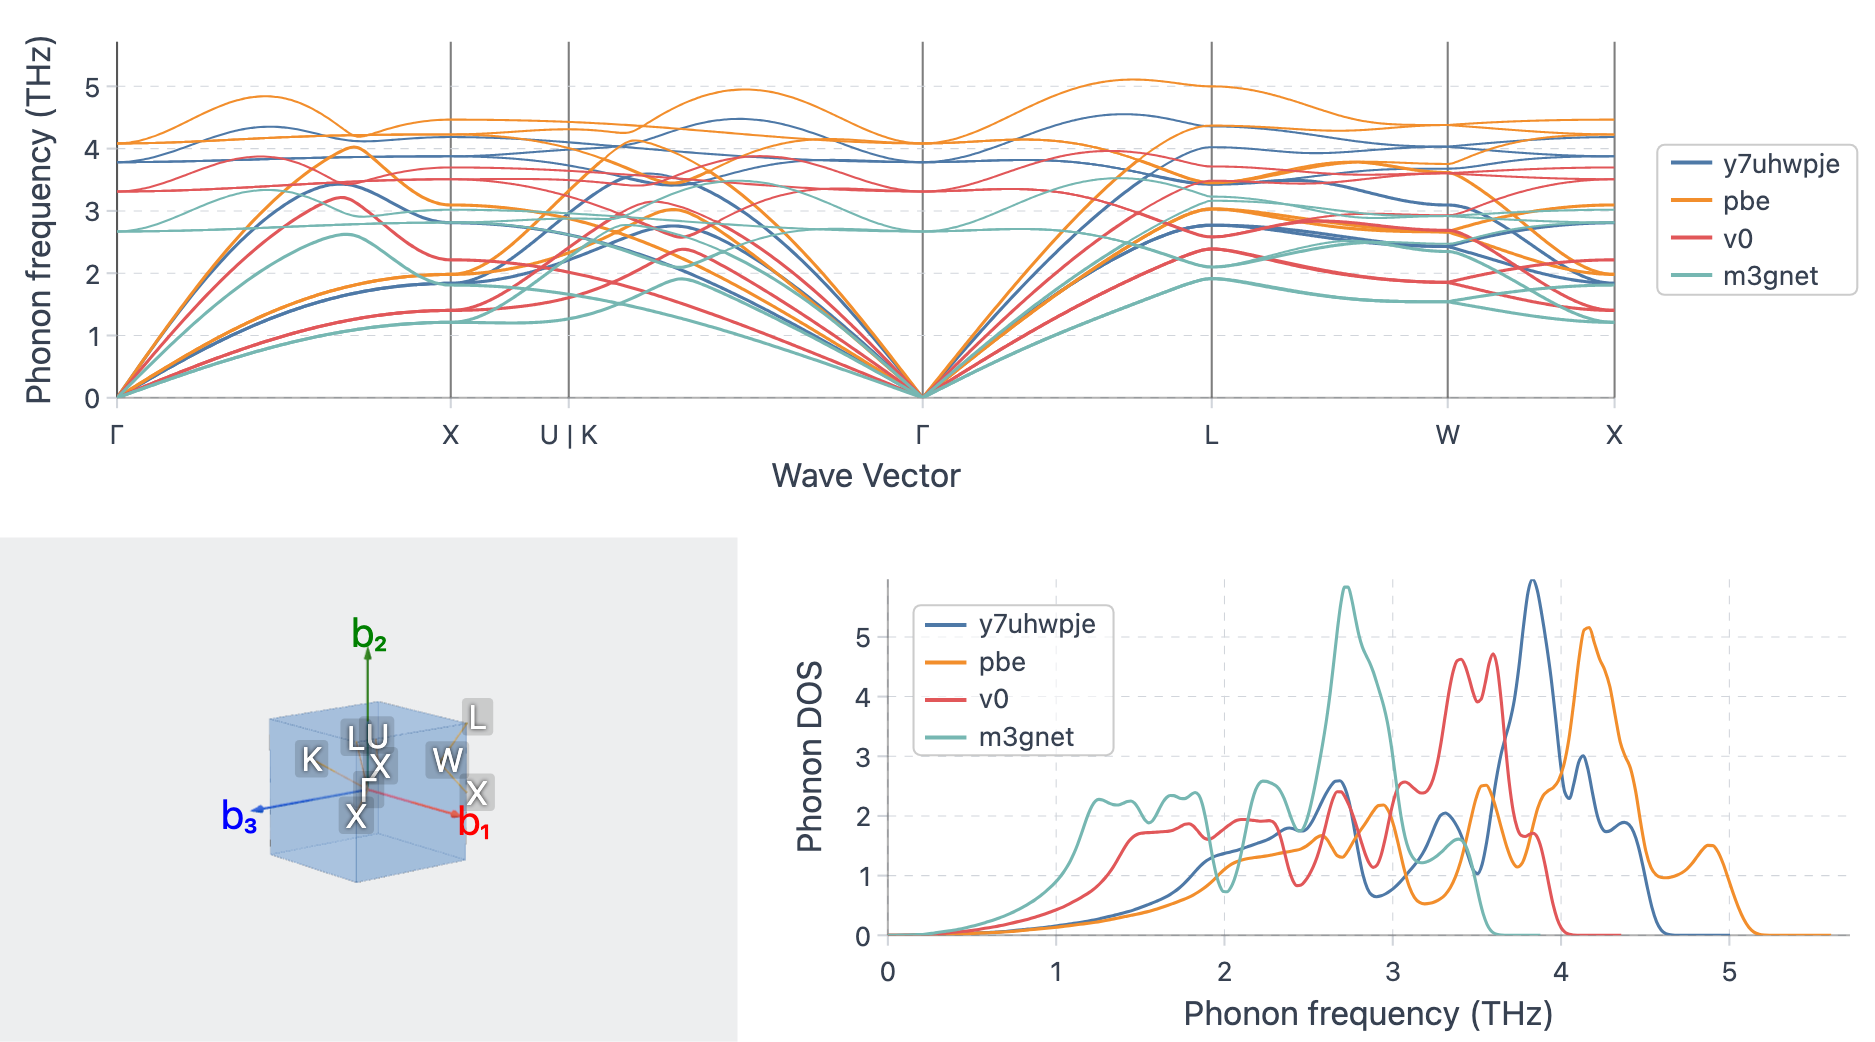 Phonon frequency (THz)
5
4
3
2
1
0
Γ X U | K Γ L W X
Wave Vector
y7uhwpje
pbe
v0
m3gnet
b₂
L
L U
K X W
Γ X
X
b₃ b₁
Phonon DOS
5
4
3
2
1
0
0 1 2 3 4 5
Phonon frequency (THz)
y7uhwpje
pbe
v0
m3gnet